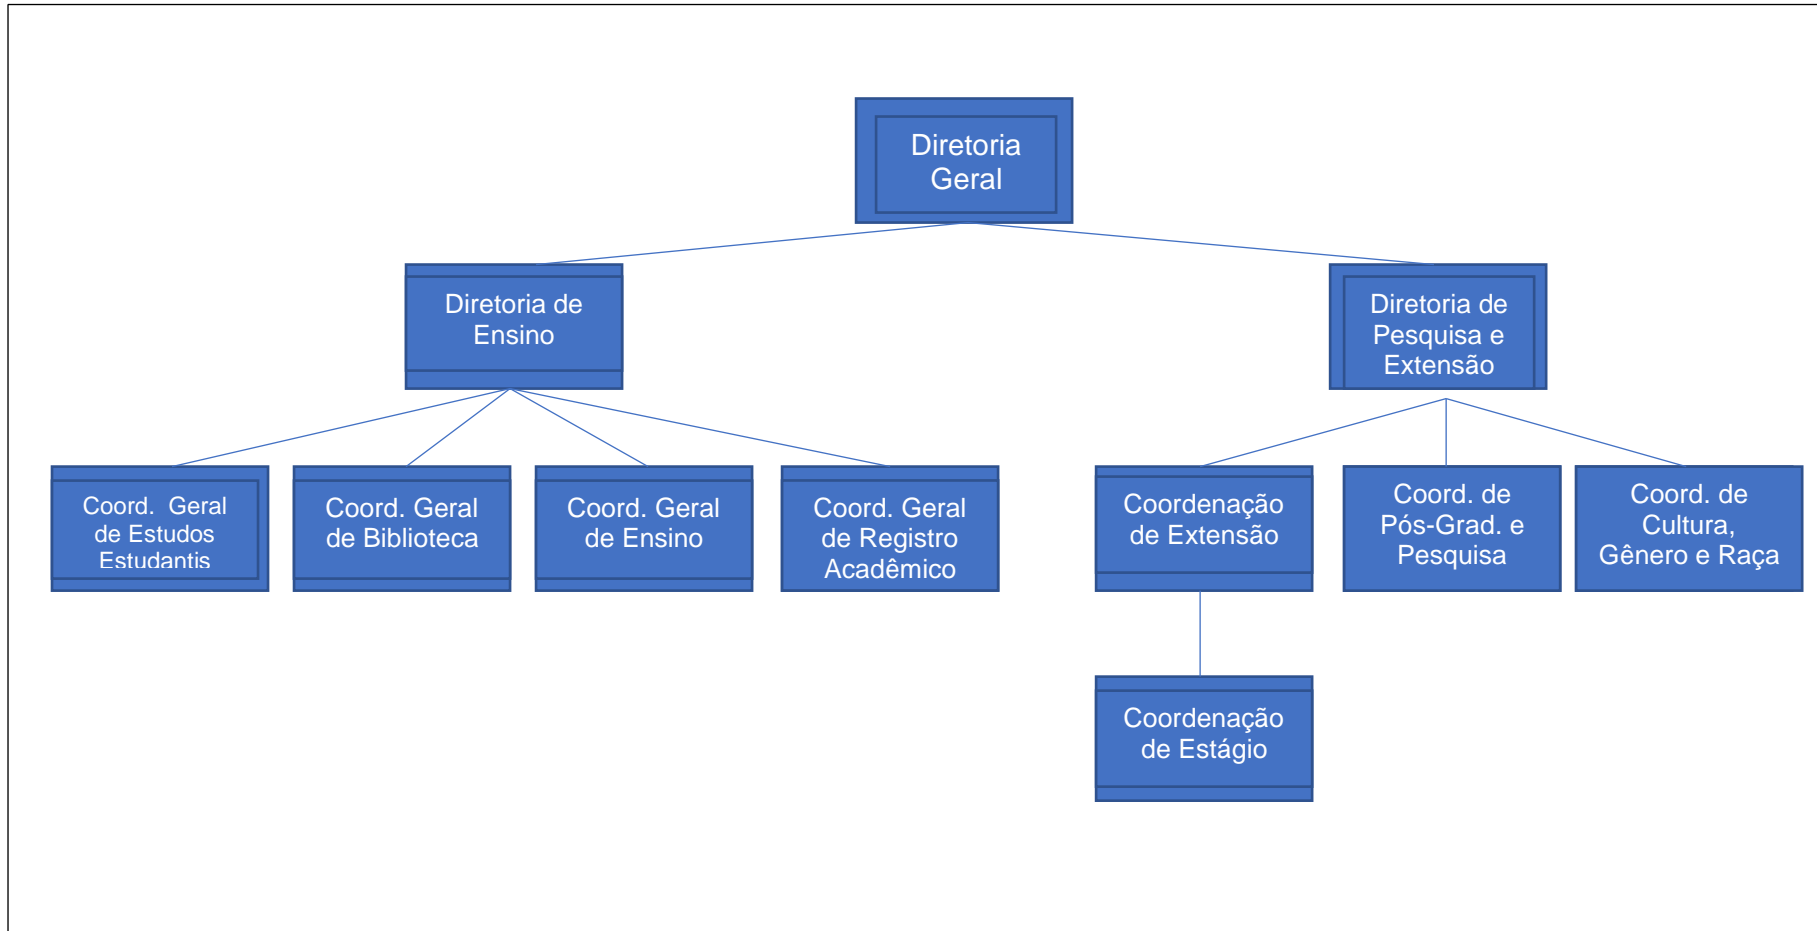 Diretoria
Geral
Diretoria de
Ensino
Diretoria de
Pesquisa e
Extensão
Coord. Geral
de Estudos
Estudantis
Coord. Geral
de Biblioteca
Coord. Geral
de Ensino
Coord. Geral
de Registro
Acadêmico
Coordenação
de Extensão
Coord. de
Pós-Grad. e
Pesquisa
Coord. de
Cultura,
Gênero e Raça
Coordenação
de Estágio